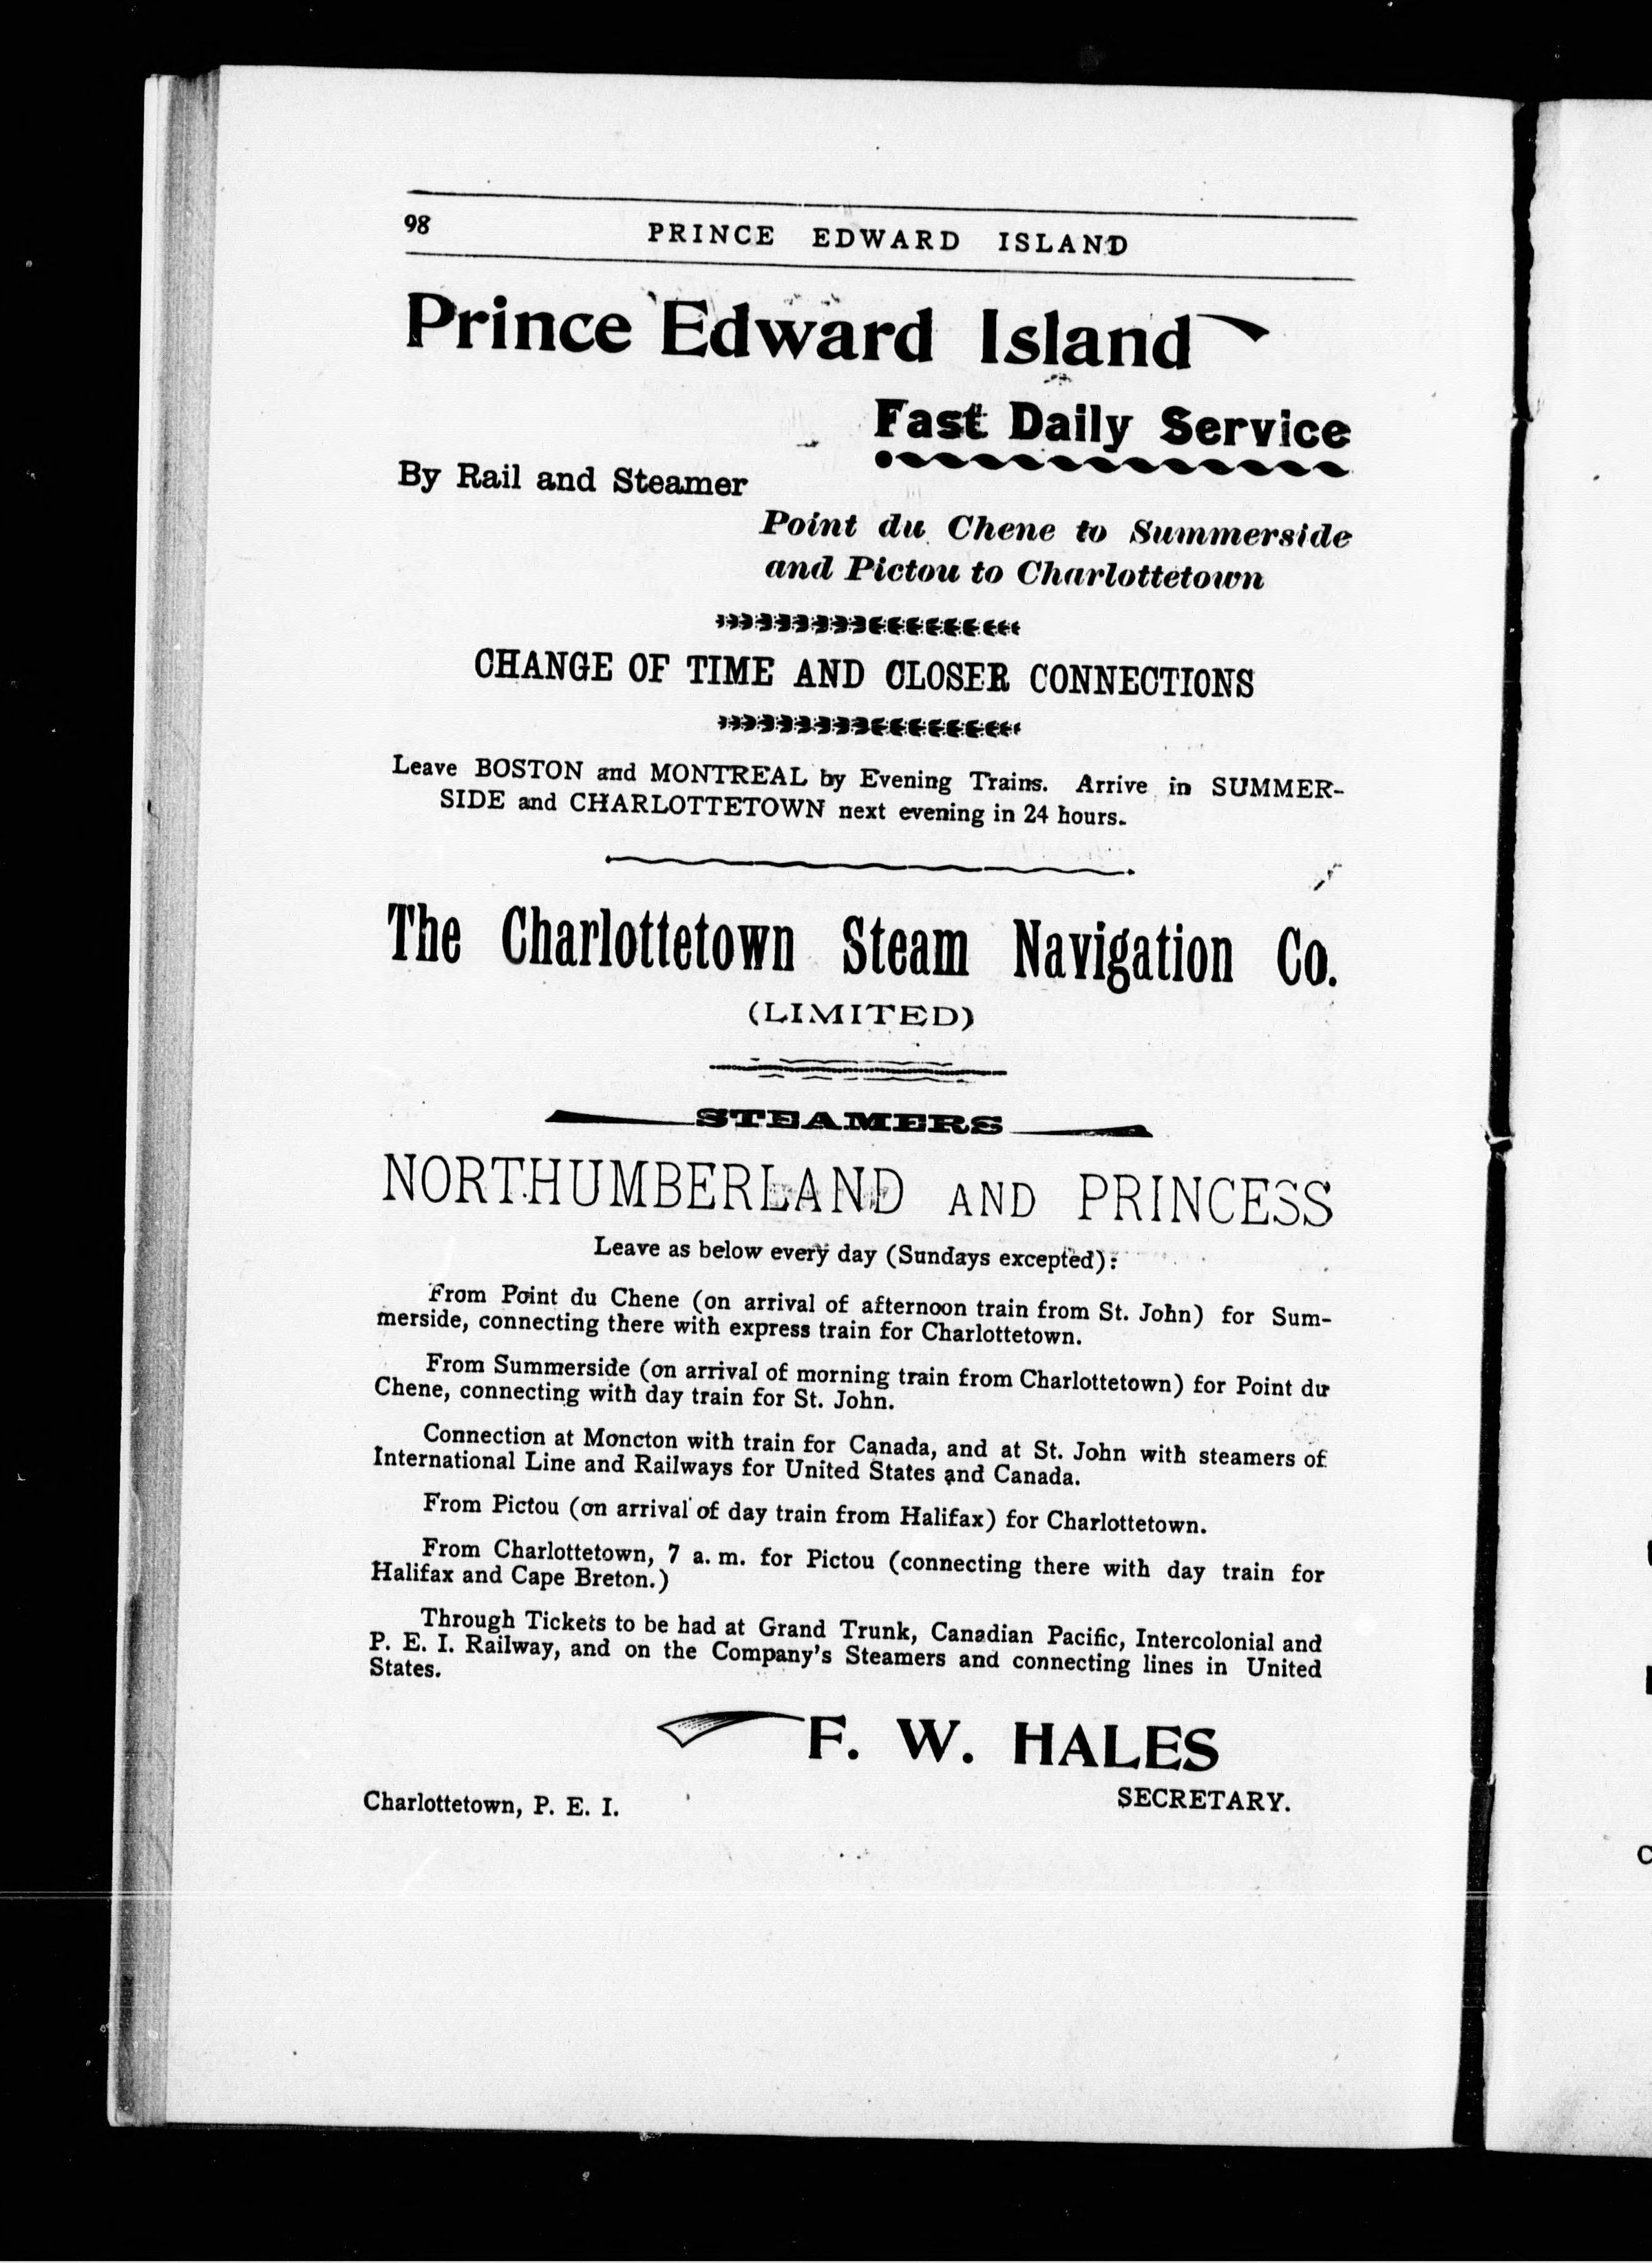 98
PRINCE EDWARD ISLAND
Prince Edward Island
Fast Daily Service
By Rail and Steamer
Point du Chene to Summerside
and Pictou to Charlottetown
CHANGE OF TIME AND CLOSER CONNECTIONS
Leave BOSTON and MONTREAL by Evening Trains. Arrive in SUMMER-
SIDE and CHARLOTTETOWN next evening in 24 hours.
The Charlottetown Steam Navigation Co.
(LIMITED)
STEAMERS
NORTHUMBERLAND AND PRINCESS
Leave as below every day (Sundays excepted):
From Point du Chene (on arrival of afternoon train from St. John) for Sum-
merside, connecting there with express train for Charlottetown.
From Summerside (on arrival of morning train from Charlottetown) for Point du
Chene, connecting with day train for St. John.
Connection at Moncton with train for Canada, and at St. John with steamers of
International Line and Railways for United States and Canada.
From Pictou (on arrival of day train from Halifax) for Charlottetown.
From Charlottetown, 7 a. m. for Pictou (connecting there with day train for
Halifax and Cape Breton.)
Through Tickets to be had at Grand Trunk, Canadian Pacific, Intercolonial and
P. E. I. Railway, and on the Company's Steamers and connecting lines in United
States.
F. W. HALES
SECRETARY.
Charlottetown, P. E. I.